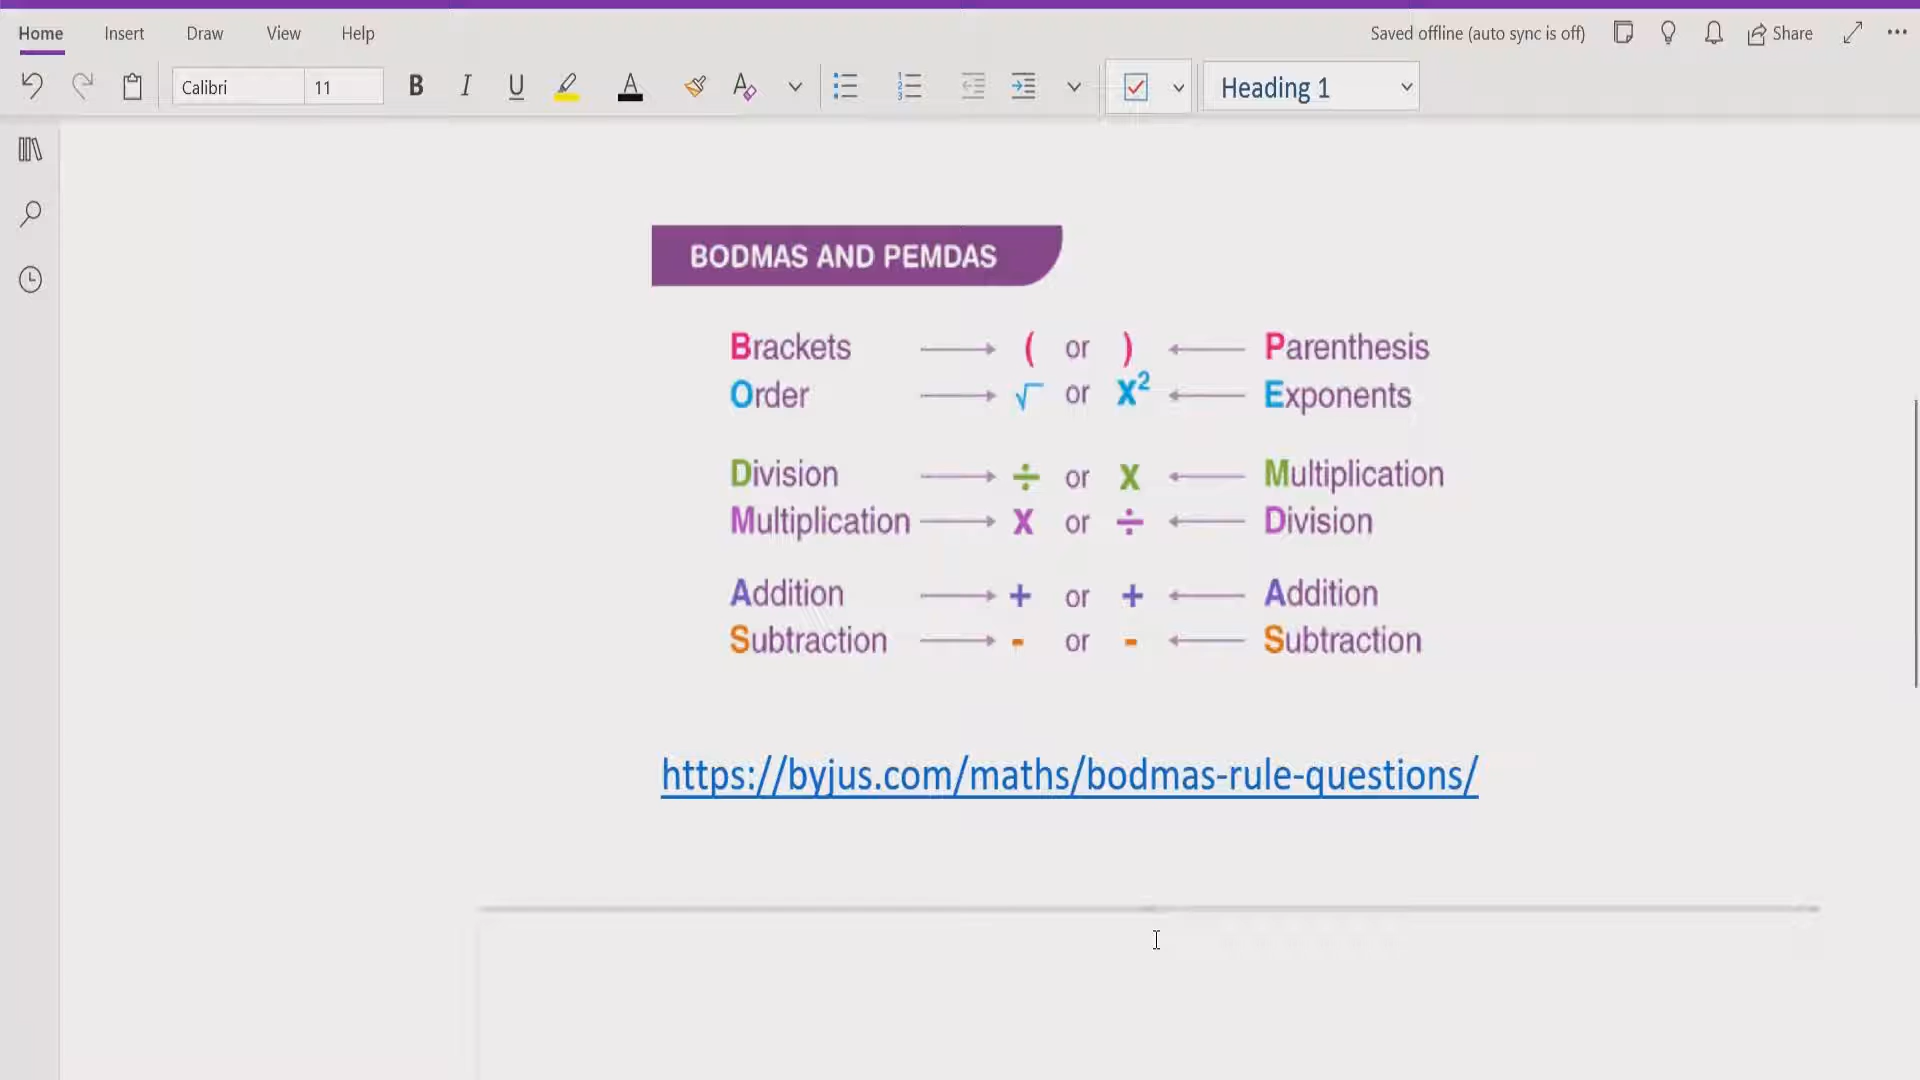 Home Insert Draw View Help Saved offline (auto sync is off) Share
Calibri 11 B I U A A Heading 1
BODMAS AND PEMDAS
Brackets ( or ) Parenthesis
Order √ or X² Exponents
Division ÷ or X Multiplication
Multiplication X or ÷ Division
Addition + or + Addition
Subtraction - or - Subtraction
https://byjus.com/maths/bodmas-rule-questions/